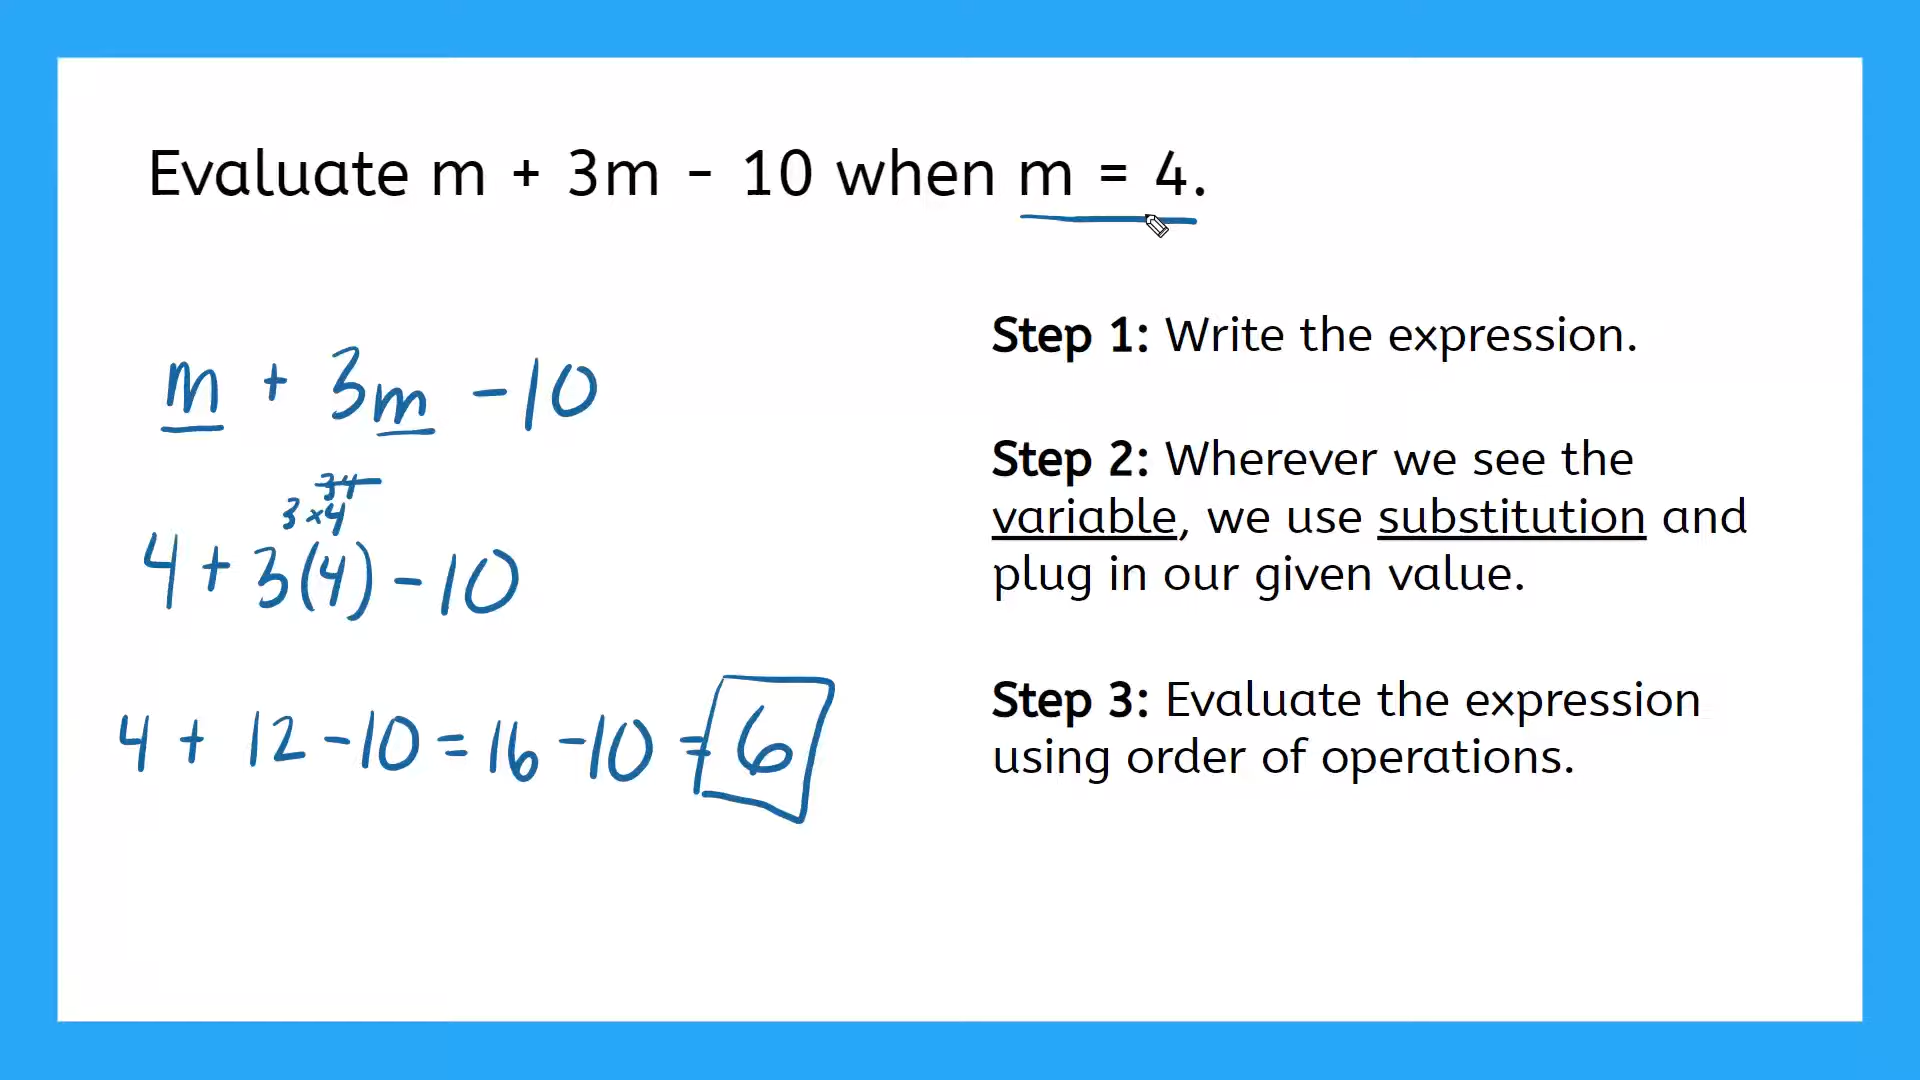 Evaluate m + 3m - 10 when m = 4.
m + 3m - 10
34
3 x 4
4 + 3(4) - 10
4 + 12 - 10 = 16 - 10 = 6
Step 1: Write the expression.
Step 2: Wherever we see the
variable, we use substitution and
plug in our given value.
Step 3: Evaluate the expression
using order of operations.